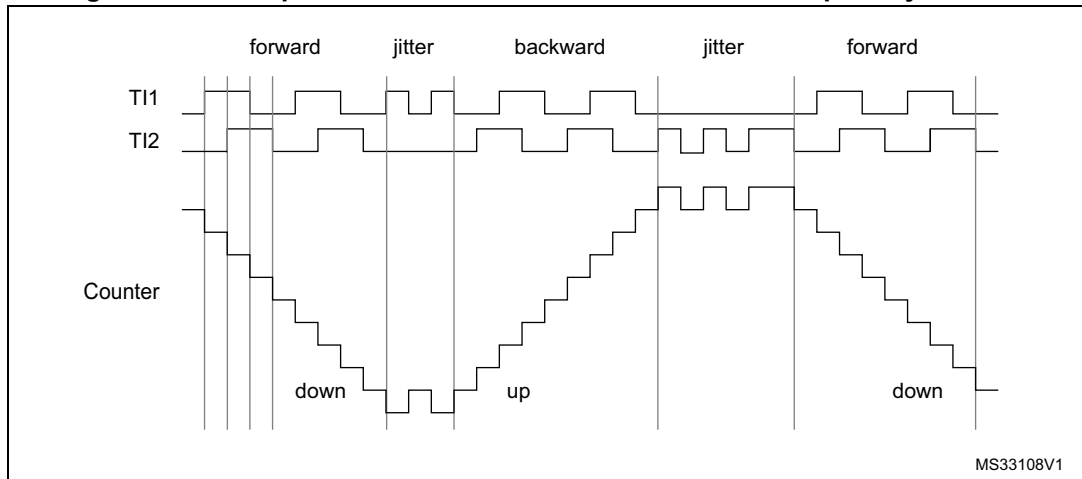 forward jitter backward jitter forward
TI1
TI2
Counter
down up down
MS33108V1